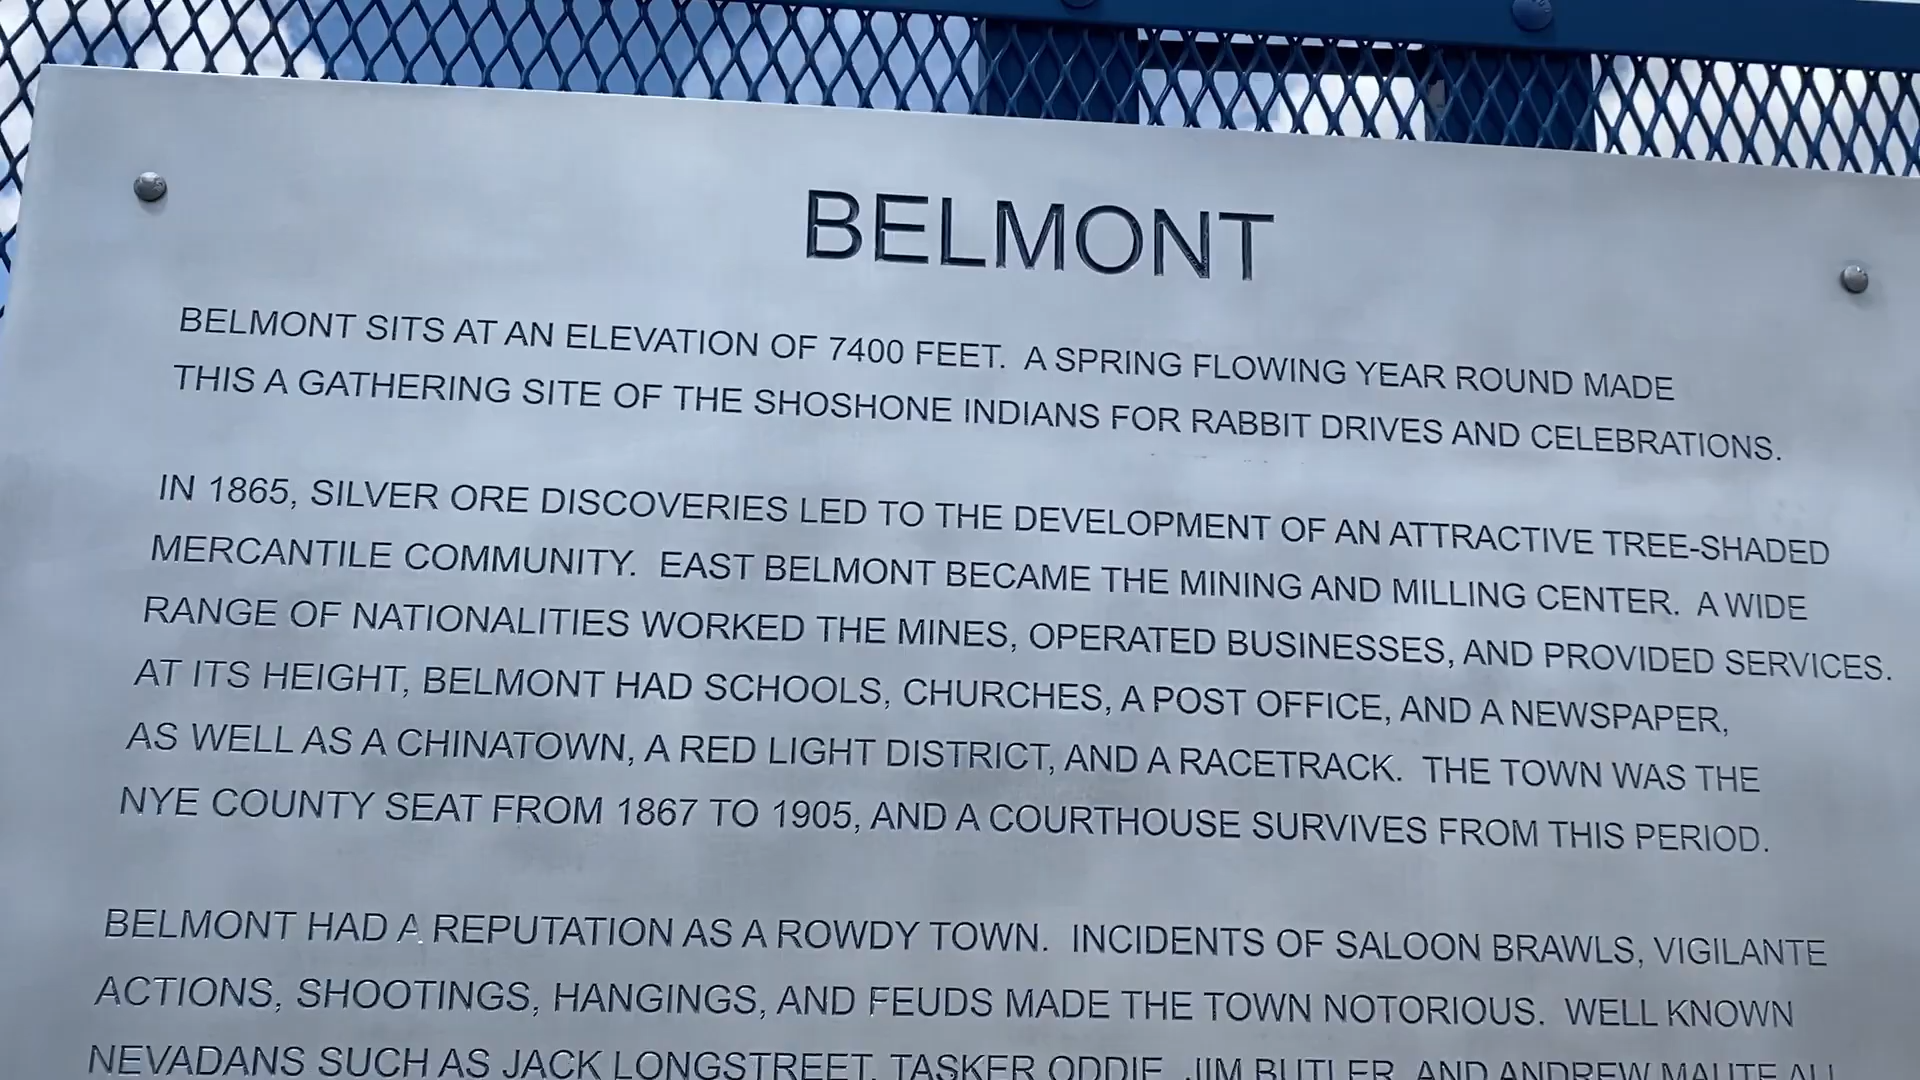 BELMONT
BELMONT SITS AT AN ELEVATION OF 7400 FEET. A SPRING FLOWING YEAR ROUND MADE
THIS A GATHERING SITE OF THE SHOSHONE INDIANS FOR RABBIT DRIVES AND CELEBRATIONS.
IN 1865, SILVER ORE DISCOVERIES LED TO THE DEVELOPMENT OF AN ATTRACTIVE TREE-SHADED
MERCANTILE COMMUNITY. EAST BELMONT BECAME THE MINING AND MILLING CENTER. A WIDE
RANGE OF NATIONALITIES WORKED THE MINES, OPERATED BUSINESSES, AND PROVIDED SERVICES.
AT ITS HEIGHT, BELMONT HAD SCHOOLS, CHURCHES, A POST OFFICE, AND A NEWSPAPER,
AS WELL AS A CHINATOWN, A RED LIGHT DISTRICT, AND A RACETRACK. THE TOWN WAS THE
NYE COUNTY SEAT FROM 1867 TO 1905, AND A COURTHOUSE SURVIVES FROM THIS PERIOD.
BELMONT HAD A REPUTATION AS A ROWDY TOWN. INCIDENTS OF SALOON BRAWLS, VIGILANTE
ACTIONS, SHOOTINGS, HANGINGS, AND FEUDS MADE THE TOWN NOTORIOUS. WELL KNOWN
NEVADANS SUCH AS JACK LONGSTREET, TASKER ODDIE, JIM BUTLER, AND ANDREW MAUTE ALL